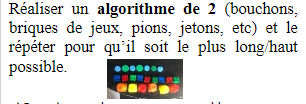 Réaliser un algorithme de 2 (bouchons,
briques de jeux, pions, jetons, etc) et le
répéter pour qu'il soit le plus long/haut
possible.